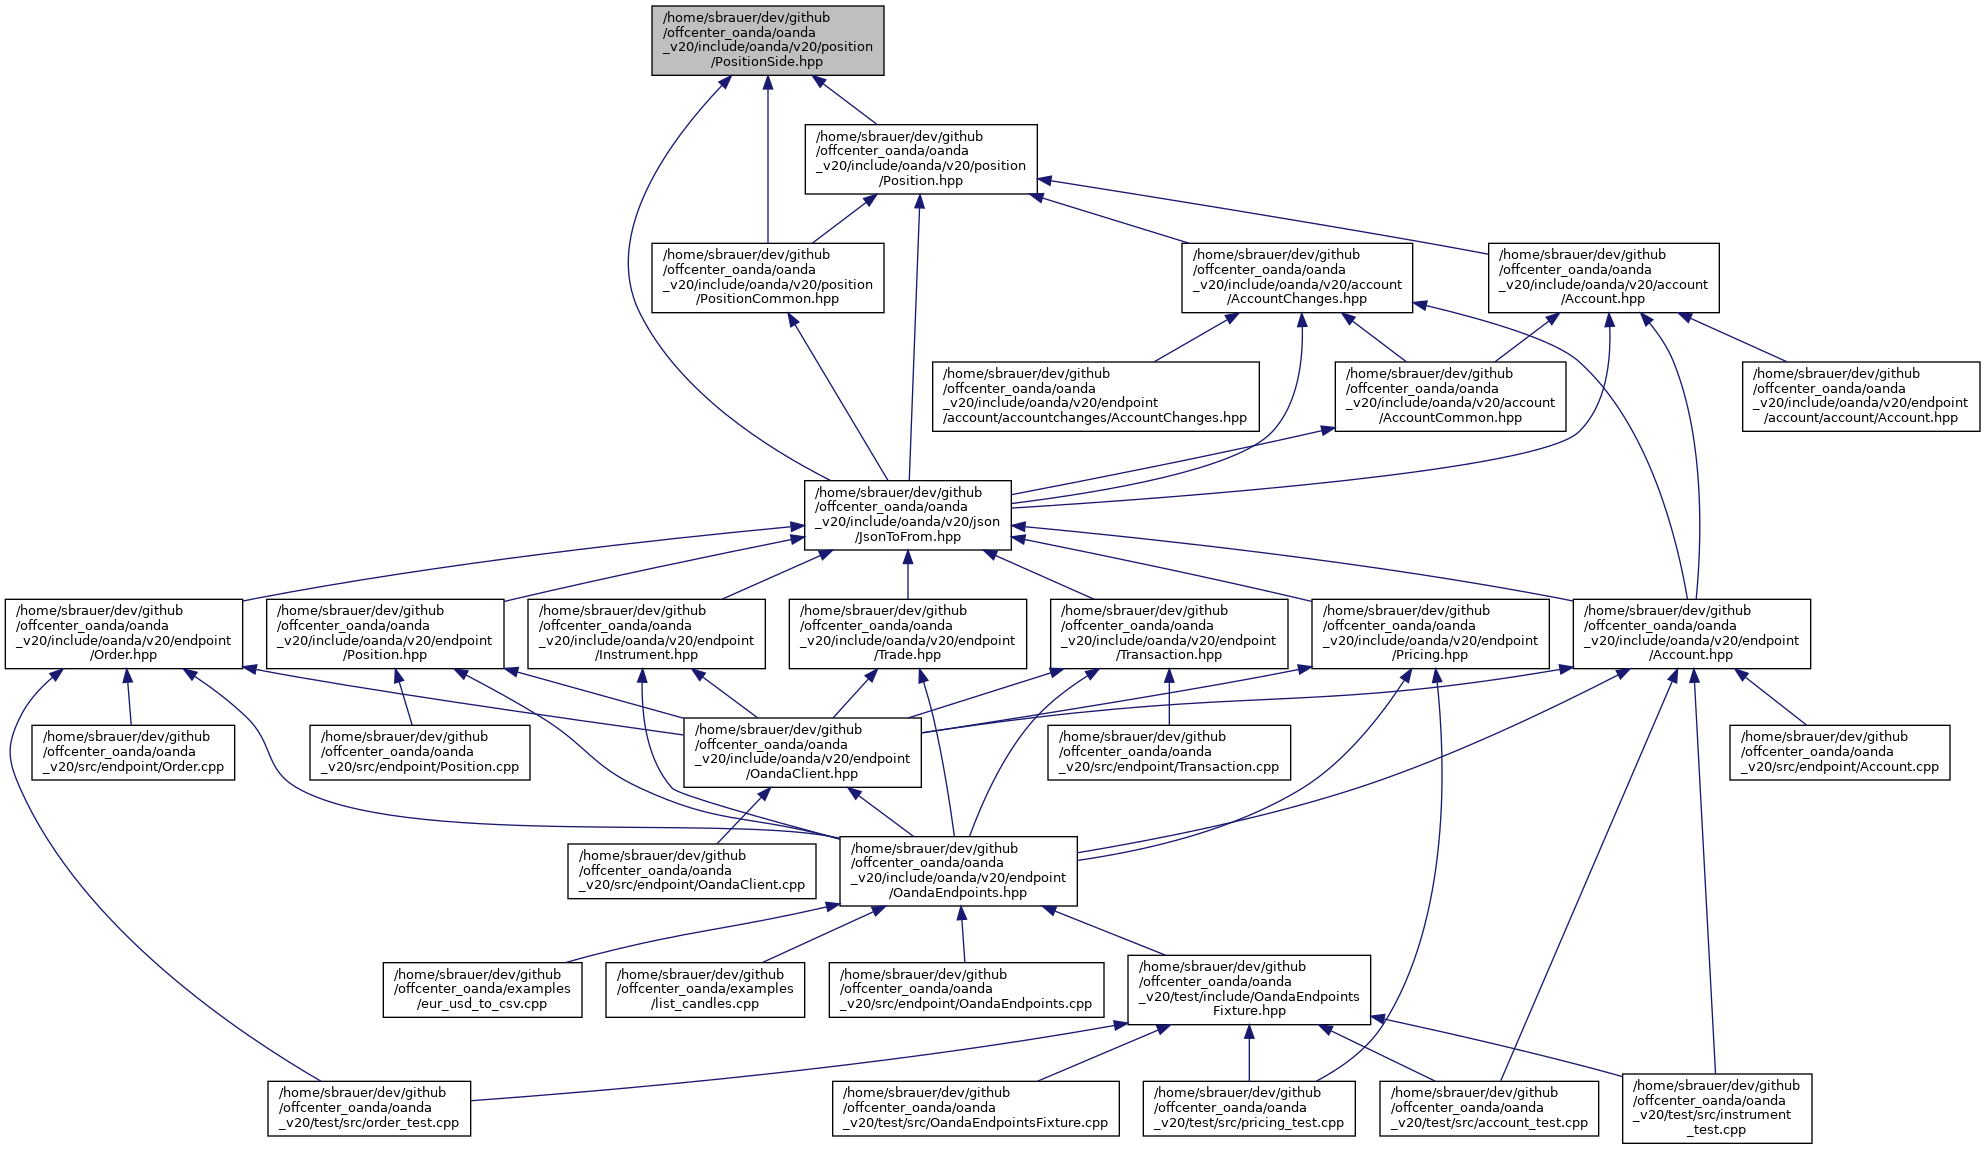 /home/sbrauer/dev/github
/offcenter_oanda/oanda
_v20/include/oanda/v20/position
/PositionSide.hpp
/home/sbrauer/dev/github
/offcenter_oanda/oanda
_v20/include/oanda/v20/position
/Position.hpp
/home/sbrauer/dev/github
/offcenter_oanda/oanda
_v20/include/oanda/v20/position
/PositionCommon.hpp
/home/sbrauer/dev/github
/offcenter_oanda/oanda
_v20/include/oanda/v20/account
/AccountChanges.hpp
/home/sbrauer/dev/github
/offcenter_oanda/oanda
_v20/include/oanda/v20/account
/Account.hpp
/home/sbrauer/dev/github
/offcenter_oanda/oanda
_v20/include/oanda/v20/endpoint
/account/accountchanges/AccountChanges.hpp
/home/sbrauer/dev/github
/offcenter_oanda/oanda
_v20/include/oanda/v20/account
/AccountCommon.hpp
/home/sbrauer/dev/github
/offcenter_oanda/oanda
_v20/include/oanda/v20/endpoint
/account/account/Account.hpp
/home/sbrauer/dev/github
/offcenter_oanda/oanda
_v20/include/oanda/v20/json
/JsonToFrom.hpp
/home/sbrauer/dev/github
/offcenter_oanda/oanda
_v20/include/oanda/v20/endpoint
/Order.hpp
/home/sbrauer/dev/github
/offcenter_oanda/oanda
_v20/include/oanda/v20/endpoint
/Position.hpp
/home/sbrauer/dev/github
/offcenter_oanda/oanda
_v20/include/oanda/v20/endpoint
/Instrument.hpp
/home/sbrauer/dev/github
/offcenter_oanda/oanda
_v20/include/oanda/v20/endpoint
/Trade.hpp
/home/sbrauer/dev/github
/offcenter_oanda/oanda
_v20/include/oanda/v20/endpoint
/Transaction.hpp
/home/sbrauer/dev/github
/offcenter_oanda/oanda
_v20/include/oanda/v20/endpoint
/Pricing.hpp
/home/sbrauer/dev/github
/offcenter_oanda/oanda
_v20/include/oanda/v20/endpoint
/Account.hpp
/home/sbrauer/dev/github
/offcenter_oanda/oanda
_v20/src/endpoint/Order.cpp
/home/sbrauer/dev/github
/offcenter_oanda/oanda
_v20/src/endpoint/Position.cpp
/home/sbrauer/dev/github
/offcenter_oanda/oanda
_v20/include/oanda/v20/endpoint
/OandaClient.hpp
/home/sbrauer/dev/github
/offcenter_oanda/oanda
_v20/src/endpoint/Transaction.cpp
/home/sbrauer/dev/github
/offcenter_oanda/oanda
_v20/src/endpoint/Account.cpp
/home/sbrauer/dev/github
/offcenter_oanda/oanda
_v20/src/endpoint/OandaClient.cpp
/home/sbrauer/dev/github
/offcenter_oanda/oanda
_v20/include/oanda/v20/endpoint
/OandaEndpoints.hpp
/home/sbrauer/dev/github
/offcenter_oanda/examples
/eur_usd_to_csv.cpp
/home/sbrauer/dev/github
/offcenter_oanda/examples
/list_candles.cpp
/home/sbrauer/dev/github
/offcenter_oanda/oanda
_v20/src/endpoint/OandaEndpoints.cpp
/home/sbrauer/dev/github
/offcenter_oanda/oanda
_v20/test/include/OandaEndpoints
Fixture.hpp
/home/sbrauer/dev/github
/offcenter_oanda/oanda
_v20/test/src/order_test.cpp
/home/sbrauer/dev/github
/offcenter_oanda/oanda
_v20/test/src/OandaEndpointsFixture.cpp
/home/sbrauer/dev/github
/offcenter_oanda/oanda
_v20/test/src/pricing_test.cpp
/home/sbrauer/dev/github
/offcenter_oanda/oanda
_v20/test/src/account_test.cpp
/home/sbrauer/dev/github
/offcenter_oanda/oanda
_v20/test/src/instrument
_test.cpp